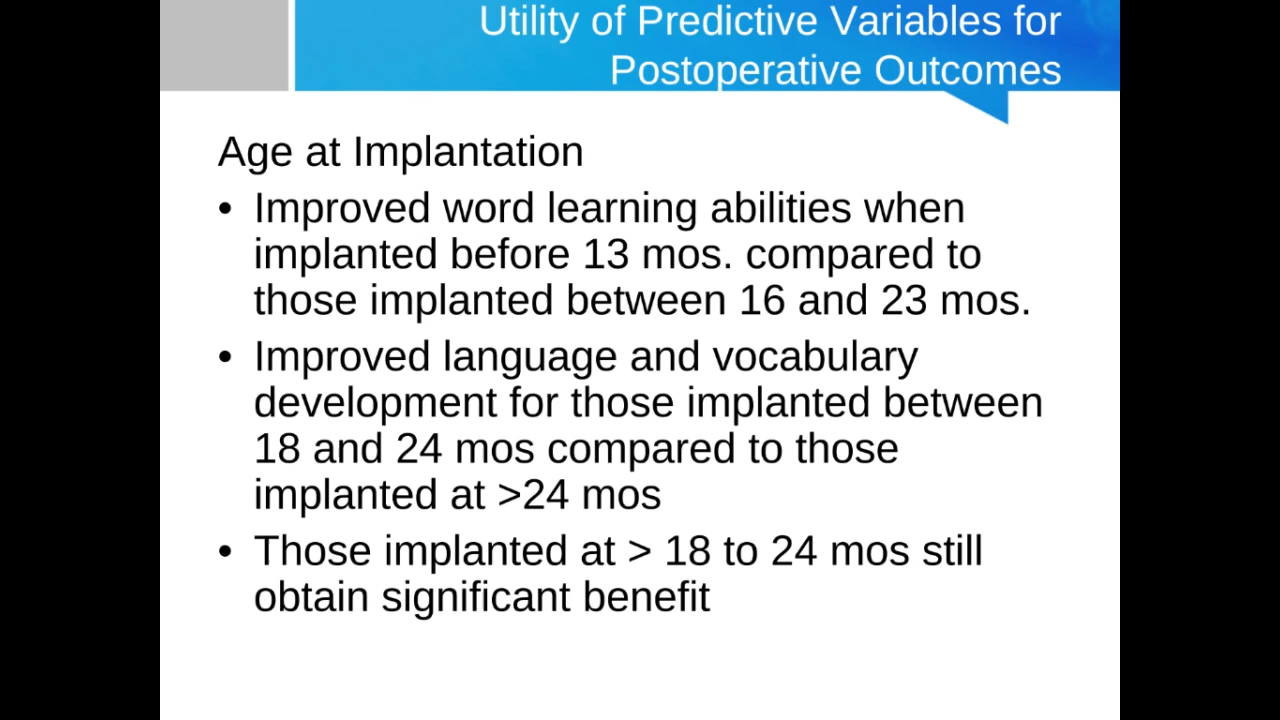 Utility of Predictive Variables for
Postoperative Outcomes
Age at Implantation
• Improved word learning abilities when
implanted before 13 mos. compared to
those implanted between 16 and 23 mos.
• Improved language and vocabulary
development for those implanted between
18 and 24 mos compared to those
implanted at >24 mos
• Those implanted at > 18 to 24 mos still
obtain significant benefit